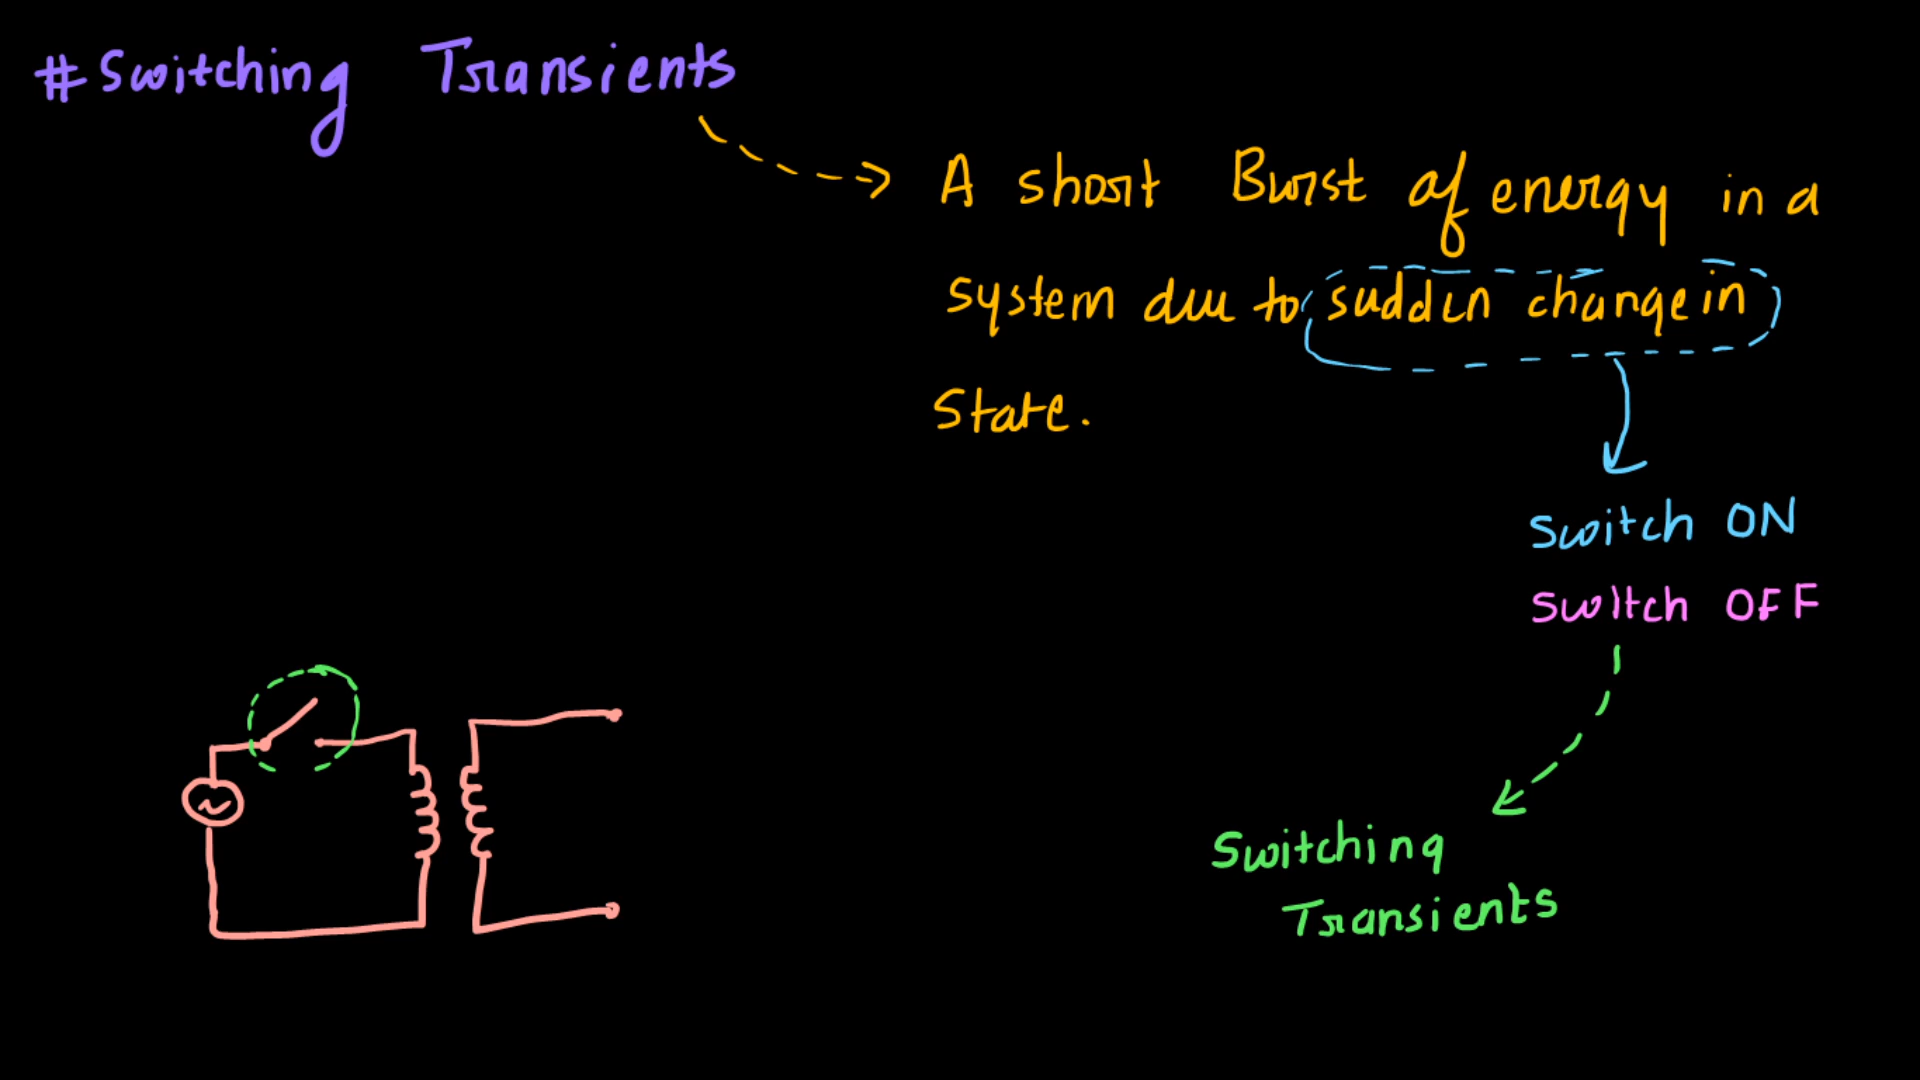 #Switching Transients
A short Burst of energy in a
system due to sudden change in
State.
Switch ON
Switch OFF
Switching
Transients